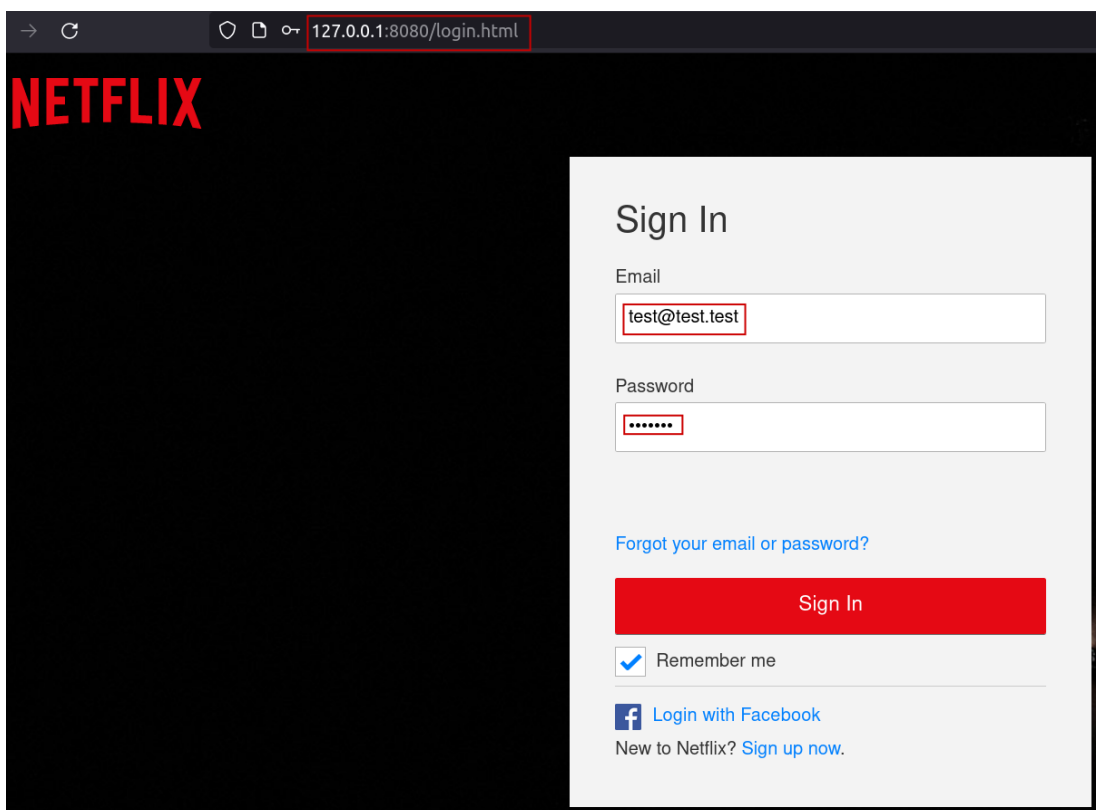 127.0.0.1:8080/login.html
NETFLIX
Sign In
Email
test@test.test
Password
•••••••
Forgot your email or password?
Sign In
Remember me
f Login with Facebook
New to Netflix? Sign up now.